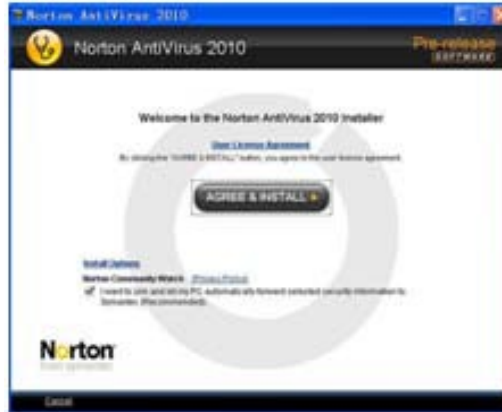 Norton AntiVirus 2010
Norton AntiVirus 2010
Pre-release
SOFTWARE
Welcome to the Norton AntiVirus 2010 Installer
User License Agreement
By clicking the "AGREE & INSTALL" button, you agree to the user license agreement.
AGREE & INSTALL
Install Options
Norton Community Watch (Privacy Policy)
I want to join and let my PC automatically forward selected security information to
Symantec (Recommended).
Norton
from symantec
Cancel